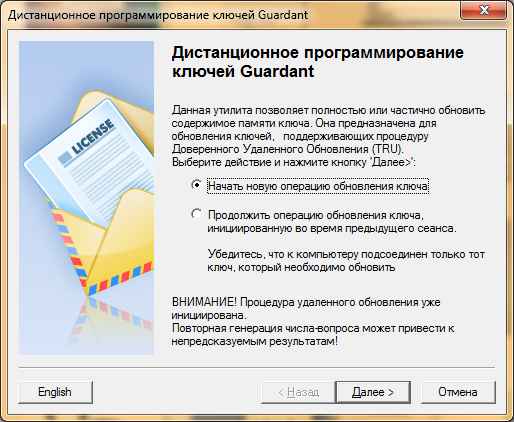 Дистанционное программирование ключей Guardant
Дистанционное программирование
ключей Guardant
LICENSE
Данная утилита позволяет полностью или частично обновить
содержимое памяти ключа. Она предназначена для
обновления ключей, поддерживающих процедуру
Доверенного Удаленного Обновления (TRU).
Выберите действие и нажмите кнопку 'Далее>':
Начать новую операцию обновления ключа
Продолжить операцию обновления ключа,
инициированную во время предыдущего сеанса.
Убедитесь, что к компьютеру подсоединен только тот
ключ, который необходимо обновить
ВНИМАНИЕ! Процедура удаленного обновления уже
инициирована.
Повторная генерация числа-вопроса может привести к
непредсказуемым результатам!
English
< Назад
Далее >
Отмена